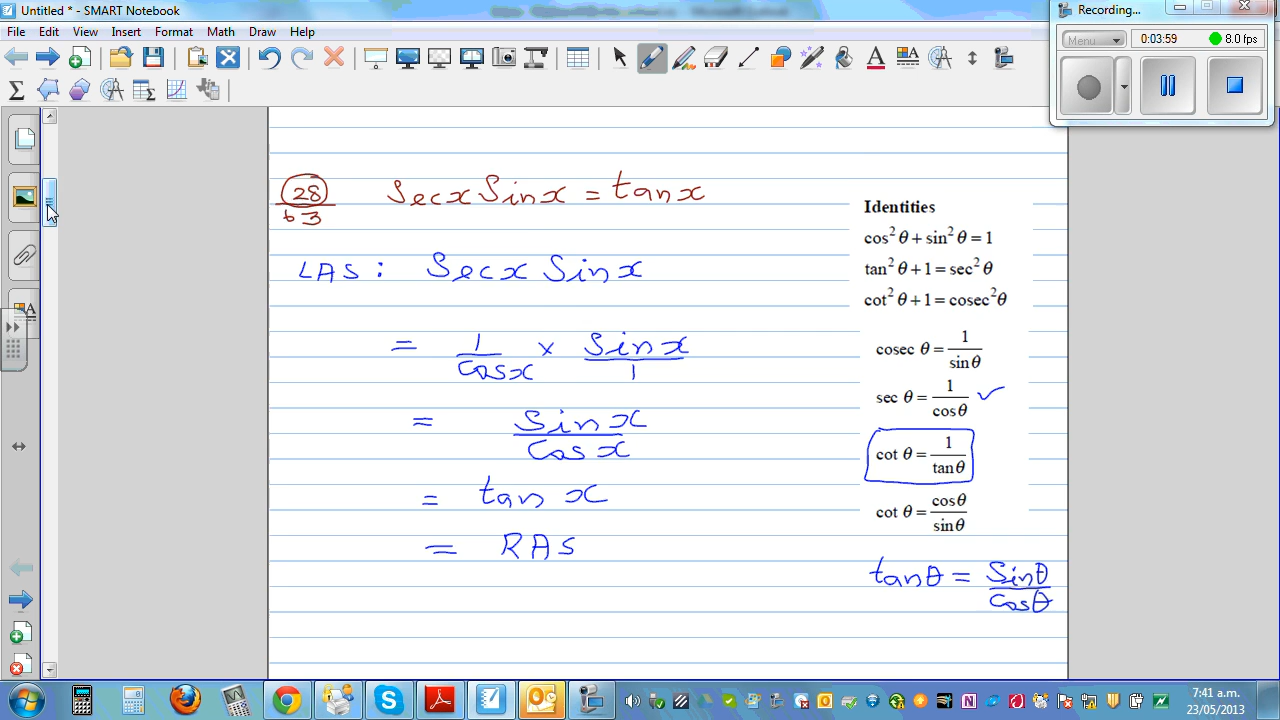 Untitled * - SMART Notebook
File Edit View Insert Format Math Draw Help
Recording...
Menu 0:03:59 8.0 fps
28
63
Secx Sinx = tanx
LAS : Secx Sinx
= 1/cosx × Sinx/1
= Sinx/Cosx
= tan x
= RAS
Identities
cos²θ + sin²θ = 1
tan²θ + 1 = sec²θ
cot²θ + 1 = cosec²θ
cosec θ = 1/sinθ
sec θ = 1/cosθ ✓
cot θ = 1/tanθ
cot θ = cosθ/sinθ
tanθ = Sinθ/Cosθ
7:41 a.m.
23/05/2013